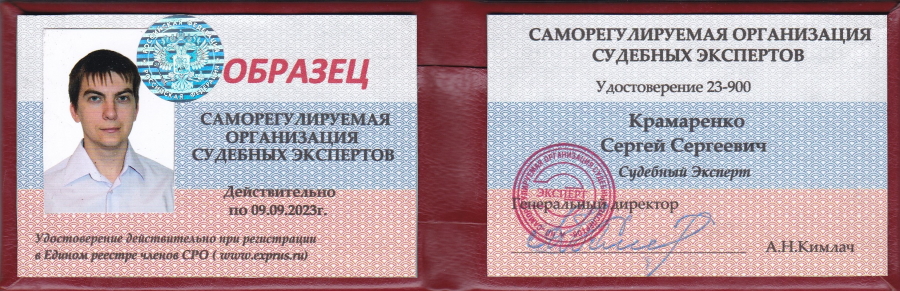 ОБРАЗЕЦ
САМОРЕГУЛИРУЕМАЯ
ОРГАНИЗАЦИЯ
СУДЕБНЫХ ЭКСПЕРТОВ
Действительно
по 09.09.2023г.
Удостоверение действительно при регистрации
в Едином реестре членов СРО ( www.exprus.ru)
САМОРЕГУЛИРУЕМАЯ ОРГАНИЗАЦИЯ
СУДЕБНЫХ ЭКСПЕРТОВ
Удостоверение 23-900
Крамаренко
Сергей Сергеевич
Судебный Эксперт
ЭКСПЕРТ
Генеральный директор
А.Н.Кимлач